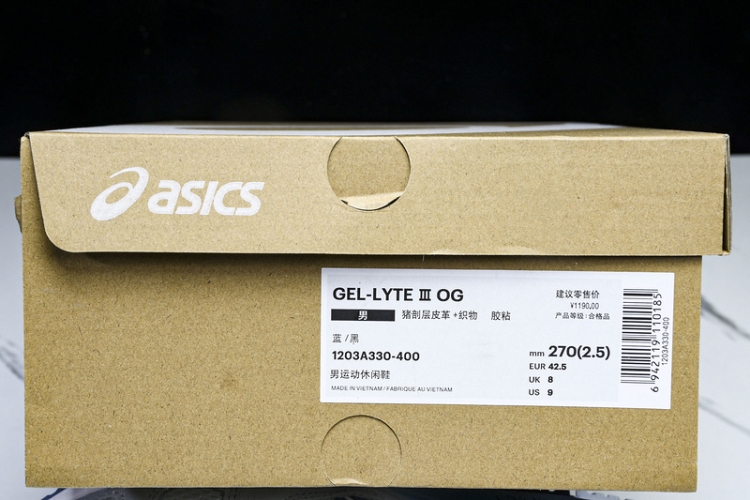 asics
GEL-LYTE III OG
男 猪剖层皮革+织物 胶粘
蓝/黑
1203A330-400
男运动休闲鞋
MADE IN VIETNAM / FABRIQUE AU VIETNAM
建议零售价
¥1190.00
产品等级:合格品
mm 270(2.5)
EUR 42.5
UK 8
US 9
6 942119 110185
1203A330-400